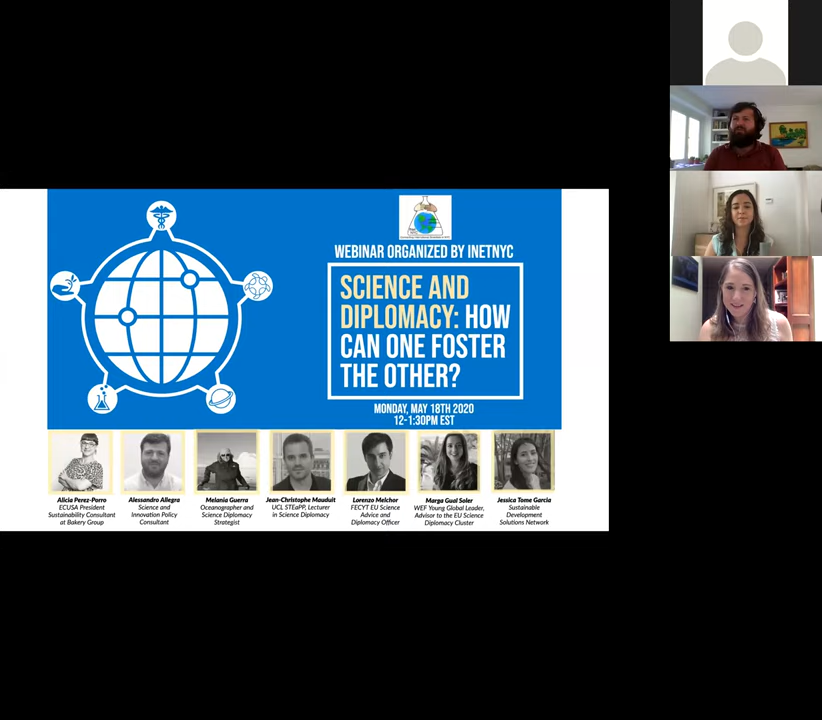 WEBINAR ORGANIZED BY INETNYC
SCIENCE AND
DIPLOMACY: HOW
CAN ONE FOSTER
THE OTHER?
MONDAY, MAY 18TH 2020
12-1:30PM EST
Alicia Perez-Porro
ECUSA President
Sustainability Consultant
at Bakery Group
Alessandro Allegra
Science and
Innovation Policy
Consultant
Melania Guerra
Oceanographer and
Science Diplomacy
Strategist
Jean-Christophe Mauduit
UCL STEaPP, Lecturer
in Science Diplomacy
Lorenzo Melchor
FECYT EU Science
Advice and
Diplomacy Officer
Marga Gual Soler
WEF Young Global Leader,
Advisor to the EU Science
Diplomacy Cluster
Jessica Tome Garcia
Sustainable
Development
Solutions Network